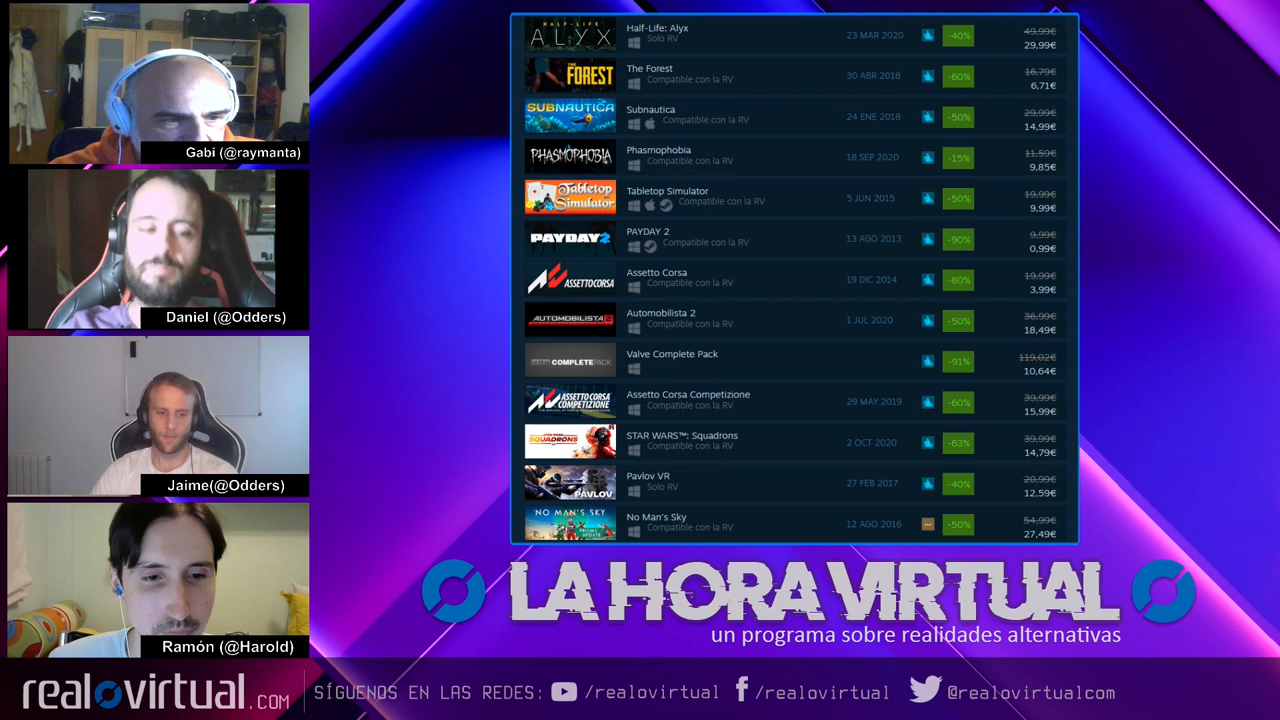 Gabi (@raymanta)
Daniel (@Odders)
Jaime(@Odders)
Ramón (@Harold)
HALF-LIFE: ALYX
Half-Life: Alyx
Solo RV
23 MAR 2020
-40%
49,99€
29,99€
THE FOREST
The Forest
Compatible con la RV
30 ABR 2018
-60%
16,79€
6,71€
SUBNAUTICA
Subnautica
Compatible con la RV
24 ENE 2018
-50%
29,99€
14,99€
PHASMOPHOBIA
Phasmophobia
Compatible con la RV
18 SEP 2020
-15%
11,59€
9,85€
Tabletop Simulator
Tabletop Simulator
Compatible con la RV
5 JUN 2015
-50%
19,99€
9,99€
PAYDAY 2
PAYDAY 2
Compatible con la RV
13 AGO 2013
-90%
9,99€
0,99€
ASSETTO CORSA
Assetto Corsa
Compatible con la RV
19 DIC 2014
-80%
19,99€
3,99€
AUTOMOBILISTA 2
Automobilista 2
Compatible con la RV
1 JUL 2020
-50%
36,99€
18,49€
COMPLETE PACK
Valve Complete Pack
-91%
119,02€
10,64€
ASSETTO CORSA COMPETIZIONE
Assetto Corsa Competizione
Compatible con la RV
29 MAY 2019
-60%
39,99€
15,99€
SQUADRONS
STAR WARS™: Squadrons
Compatible con la RV
2 OCT 2020
-63%
39,99€
14,79€
PAVLOV
Pavlov VR
Solo RV
27 FEB 2017
-40%
20,99€
12,59€
NO MAN'S SKY
PRISMS UPDATE
No Man's Sky
Compatible con la RV
12 AGO 2016
-50%
54,99€
27,49€
LA HORA VIRTUAL
un programa sobre realidades alternativas
realovirtual.com
SÍGUENOS EN LAS REDES: /realovirtual /realovirtual @realovirtualcom